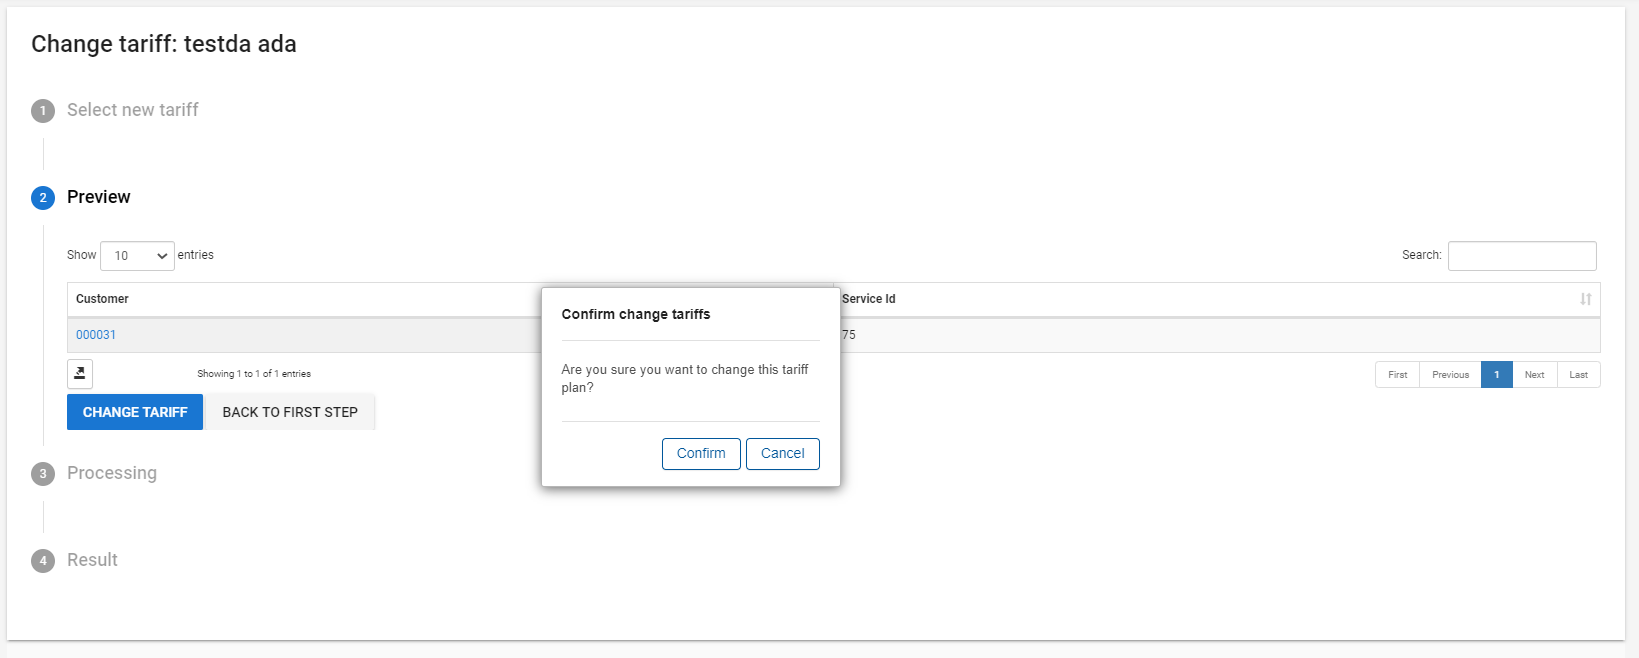 Change tariff: testda ada
1 Select new tariff
2 Preview
Show 10 entries
Search:
Customer
Service Id
000031
75
Showing 1 to 1 of 1 entries
First Previous 1 Next Last
CHANGE TARIFF BACK TO FIRST STEP
Confirm change tariffs
Are you sure you want to change this tariff
plan?
Confirm Cancel
3 Processing
4 Result